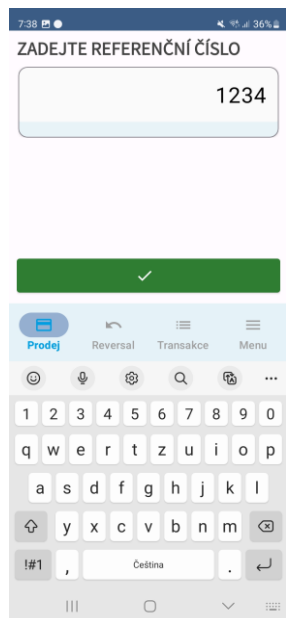 7:38 36%
ZADEJTE REFERENČNÍ ČÍSLO
1234
Prodej Reversal Transakce Menu
1 2 3 4 5 6 7 8 9 0
q w e r t z u i o p
a s d f g h j k l
y x c v b n m
!#1 , Čeština .